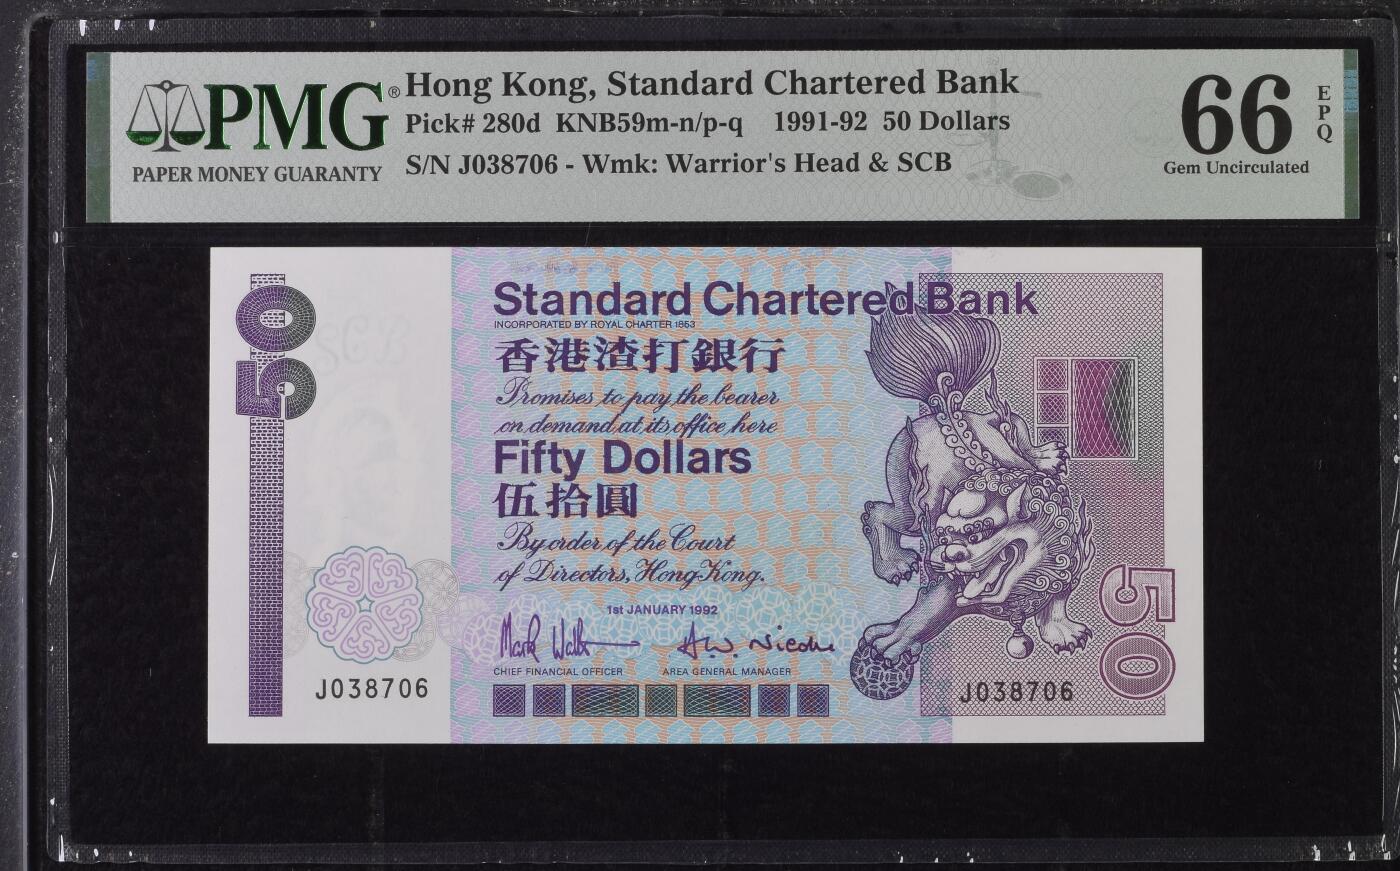 PMG®
PAPER MONEY GUARANTY
Hong Kong, Standard Chartered Bank
Pick# 280d KNB59m-n/p-q 1991-92 50 Dollars
S/N J038706 - Wmk: Warrior's Head & SCB
66
EPQ
Gem Uncirculated
50
Standard Chartered Bank
INCORPORATED BY ROYAL CHARTER 1853
香港渣打銀行
Promises to pay the bearer
on demand at its office here
Fifty Dollars
伍拾圓
By order of the Court
of Directors, Hong Kong.
1st JANUARY 1992
CHIEF FINANCIAL OFFICER
AREA GENERAL MANAGER
J038706
J038706
50